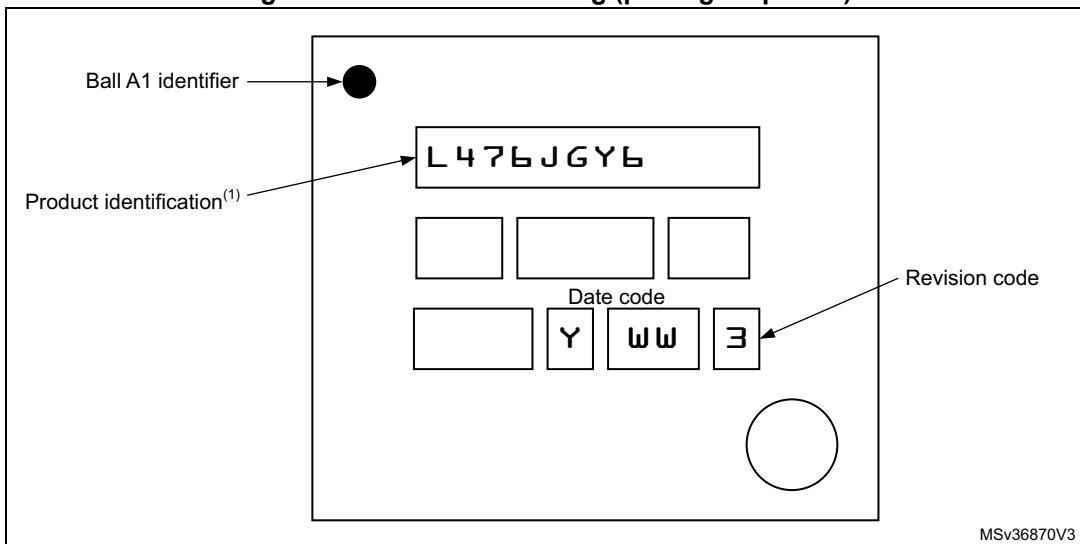 Ball A1 identifier
L476JGY6
Product identification(1)
Revision code
Date code
Y WW 3
MSv36870V3